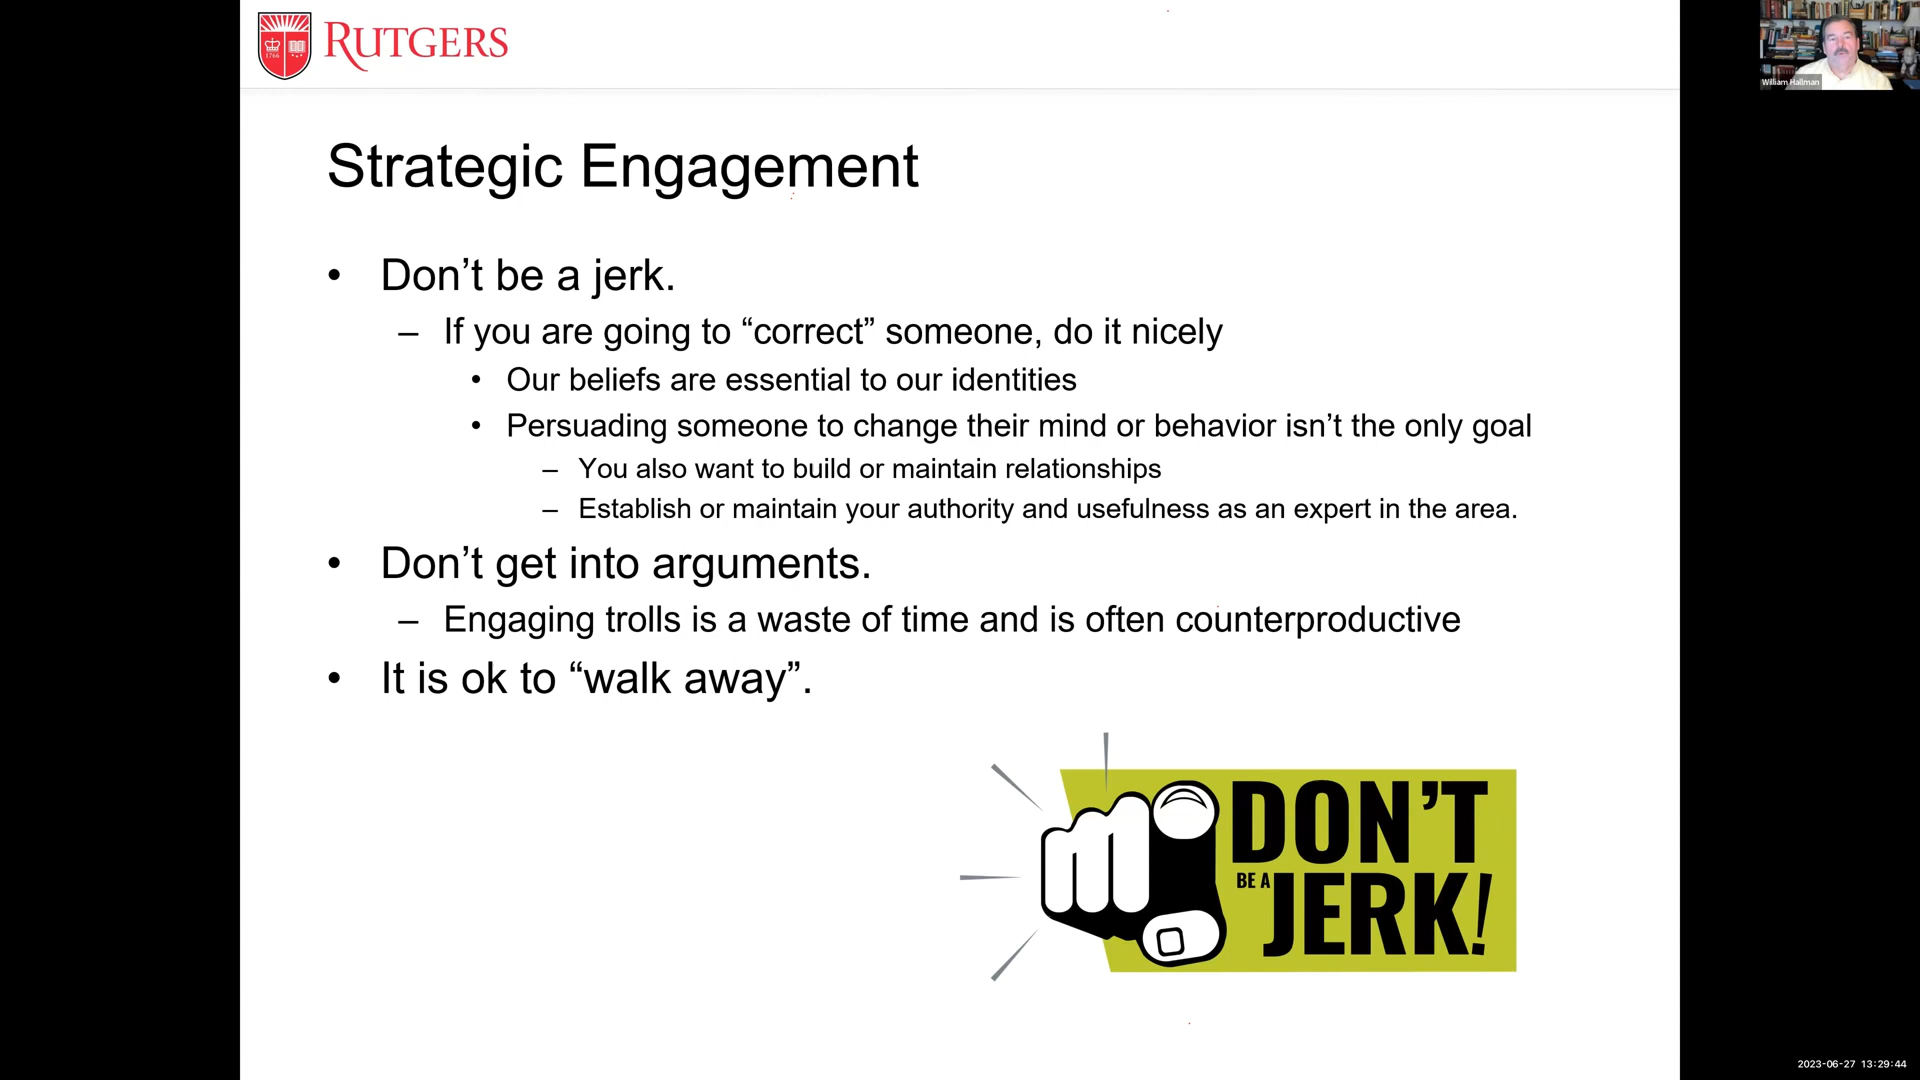 RUTGERS
1766
William Hallman
Strategic Engagement
• Don’t be a jerk.
– If you are going to “correct” someone, do it nicely
• Our beliefs are essential to our identities
• Persuading someone to change their mind or behavior isn’t the only goal
– You also want to build or maintain relationships
– Establish or maintain your authority and usefulness as an expert in the area.
• Don’t get into arguments.
– Engaging trolls is a waste of time and is often counterproductive
• It is ok to “walk away”.
DON’T
BE A
JERK!
2023-06-27 13:29:44